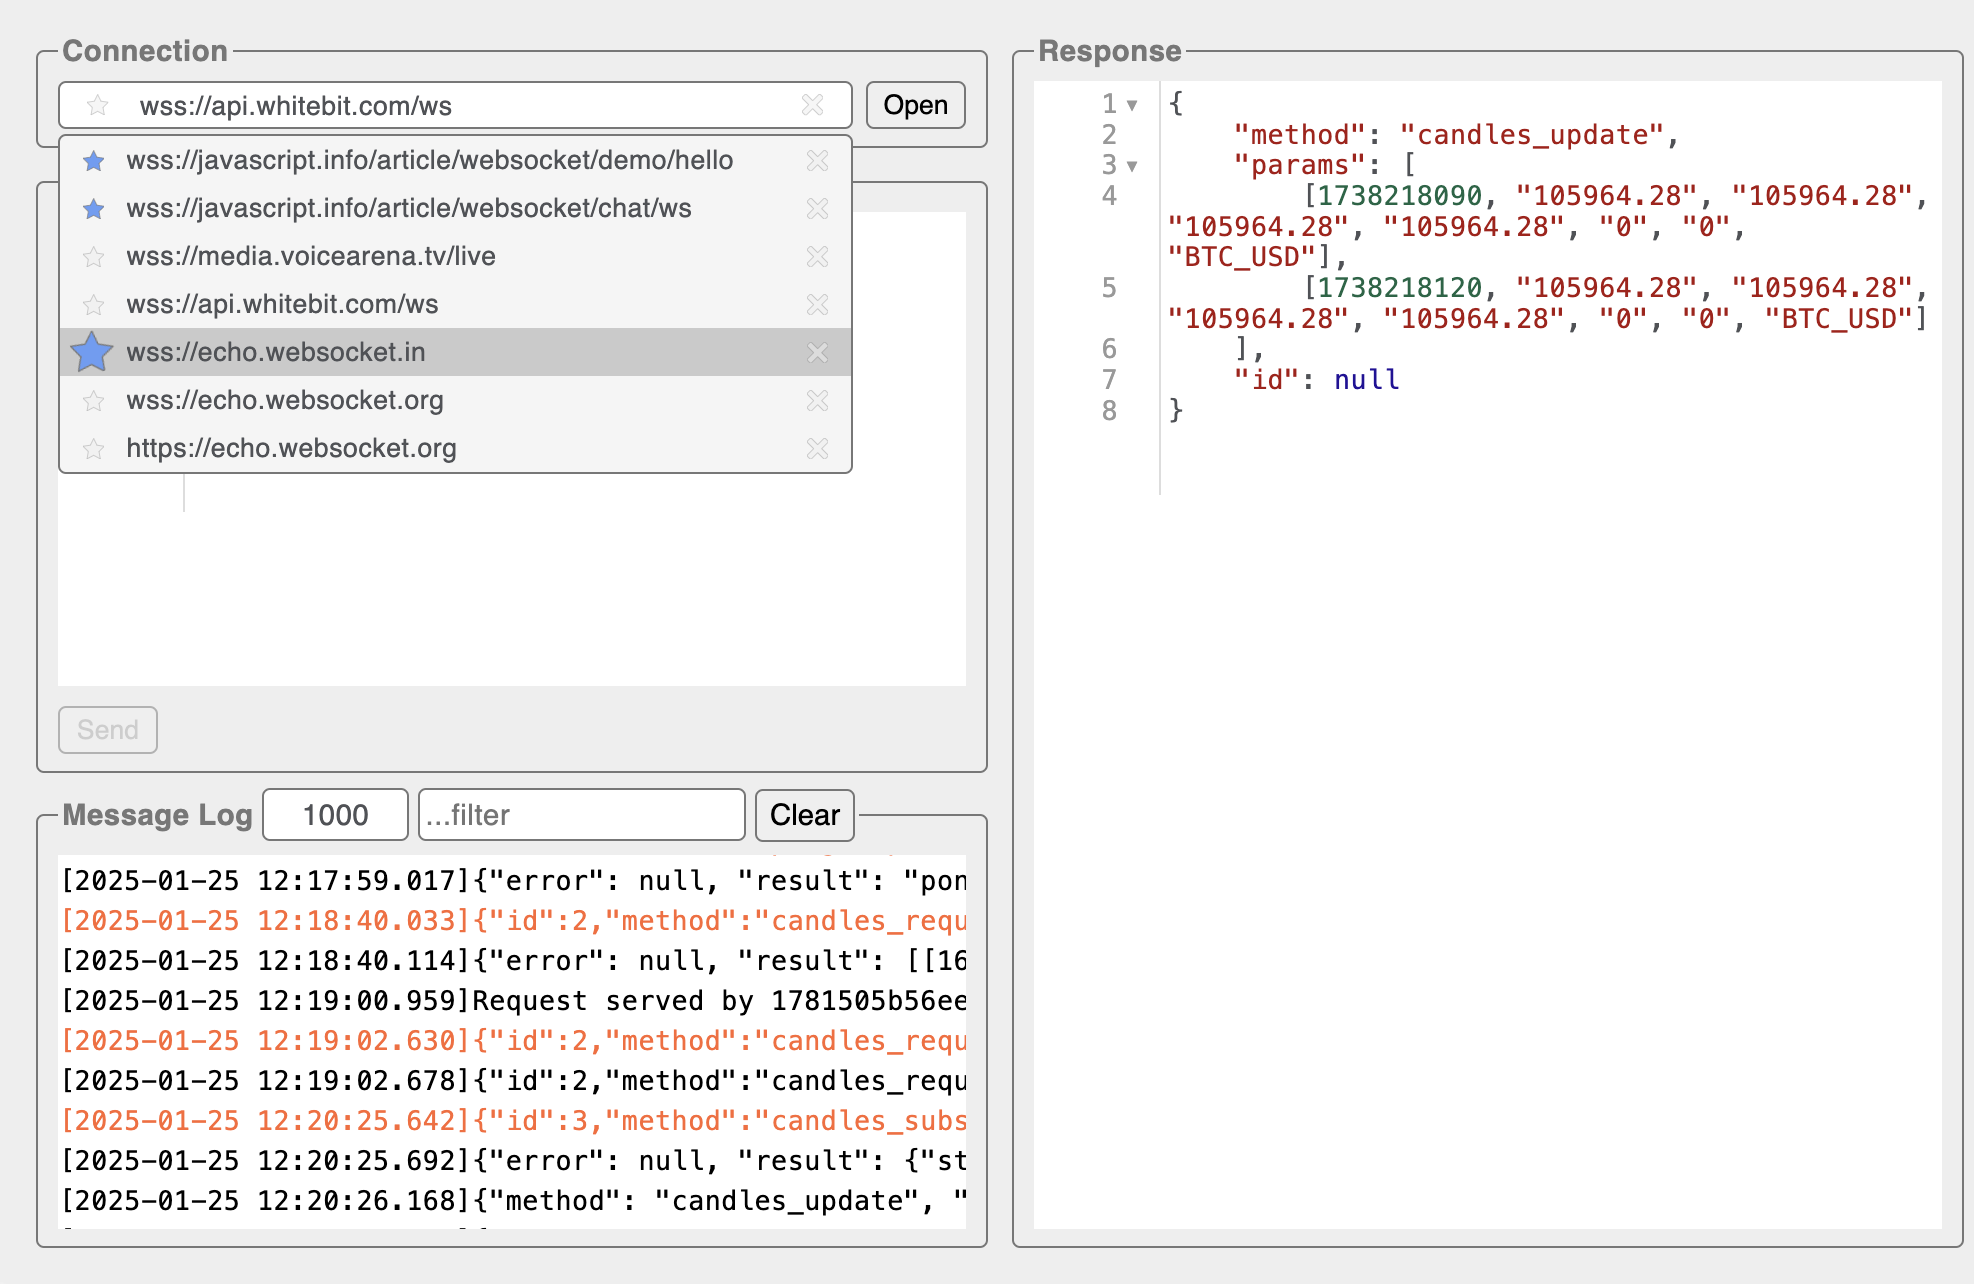 Connection
wss://api.whitebit.com/ws
Open
wss://javascript.info/article/websocket/demo/hello
wss://javascript.info/article/websocket/chat/ws
wss://media.voicearena.tv/live
wss://api.whitebit.com/ws
wss://echo.websocket.in
wss://echo.websocket.org
https://echo.websocket.org
Send
Message Log 1000 ...filter Clear
[2025-01-25 12:17:59.017]{"error": null, "result": "pon
[2025-01-25 12:18:40.033]{"id":2,"method":"candles_requ
[2025-01-25 12:18:40.114]{"error": null, "result": [[16
[2025-01-25 12:19:00.959]Request served by 1781505b56ee
[2025-01-25 12:19:02.630]{"id":2,"method":"candles_requ
[2025-01-25 12:19:02.678]{"id":2,"method":"candles_requ
[2025-01-25 12:20:25.642]{"id":3,"method":"candles_subs
[2025-01-25 12:20:25.692]{"error": null, "result": {"st
[2025-01-25 12:20:26.168]{"method": "candles_update", "
Response
1 {
2 "method": "candles_update",
3 "params": [
4 [1738218090, "105964.28", "105964.28",
"105964.28", "105964.28", "0", "0",
"BTC_USD"],
5 [1738218120, "105964.28", "105964.28",
"105964.28", "105964.28", "0", "0", "BTC_USD"]
6 ],
7 "id": null
8 }